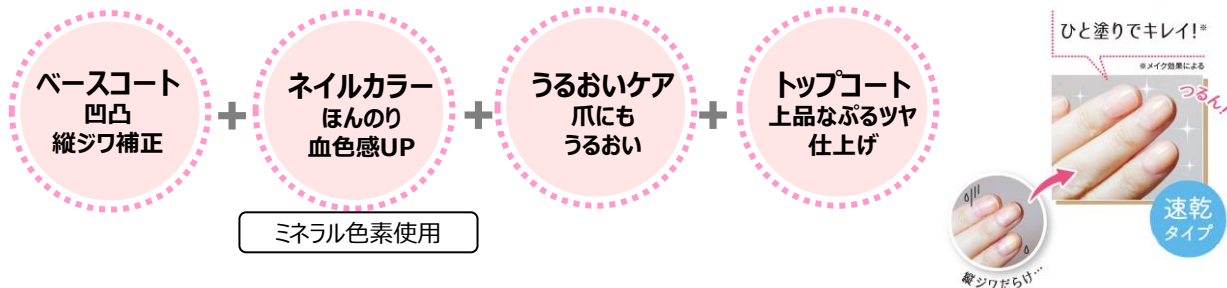 ベースコート
凹凸
縦ジワ補正
+
ネイルカラー
ほんのり
血色感UP
ミネラル色素使用
+
うるおいケア
爪にも
うるおい
+
トップコート
上品なぷるツヤ
仕上げ
ひと塗りでキレイ!※
※メイク効果による
つるん!
速乾
タイプ
縦ジワだらけ…